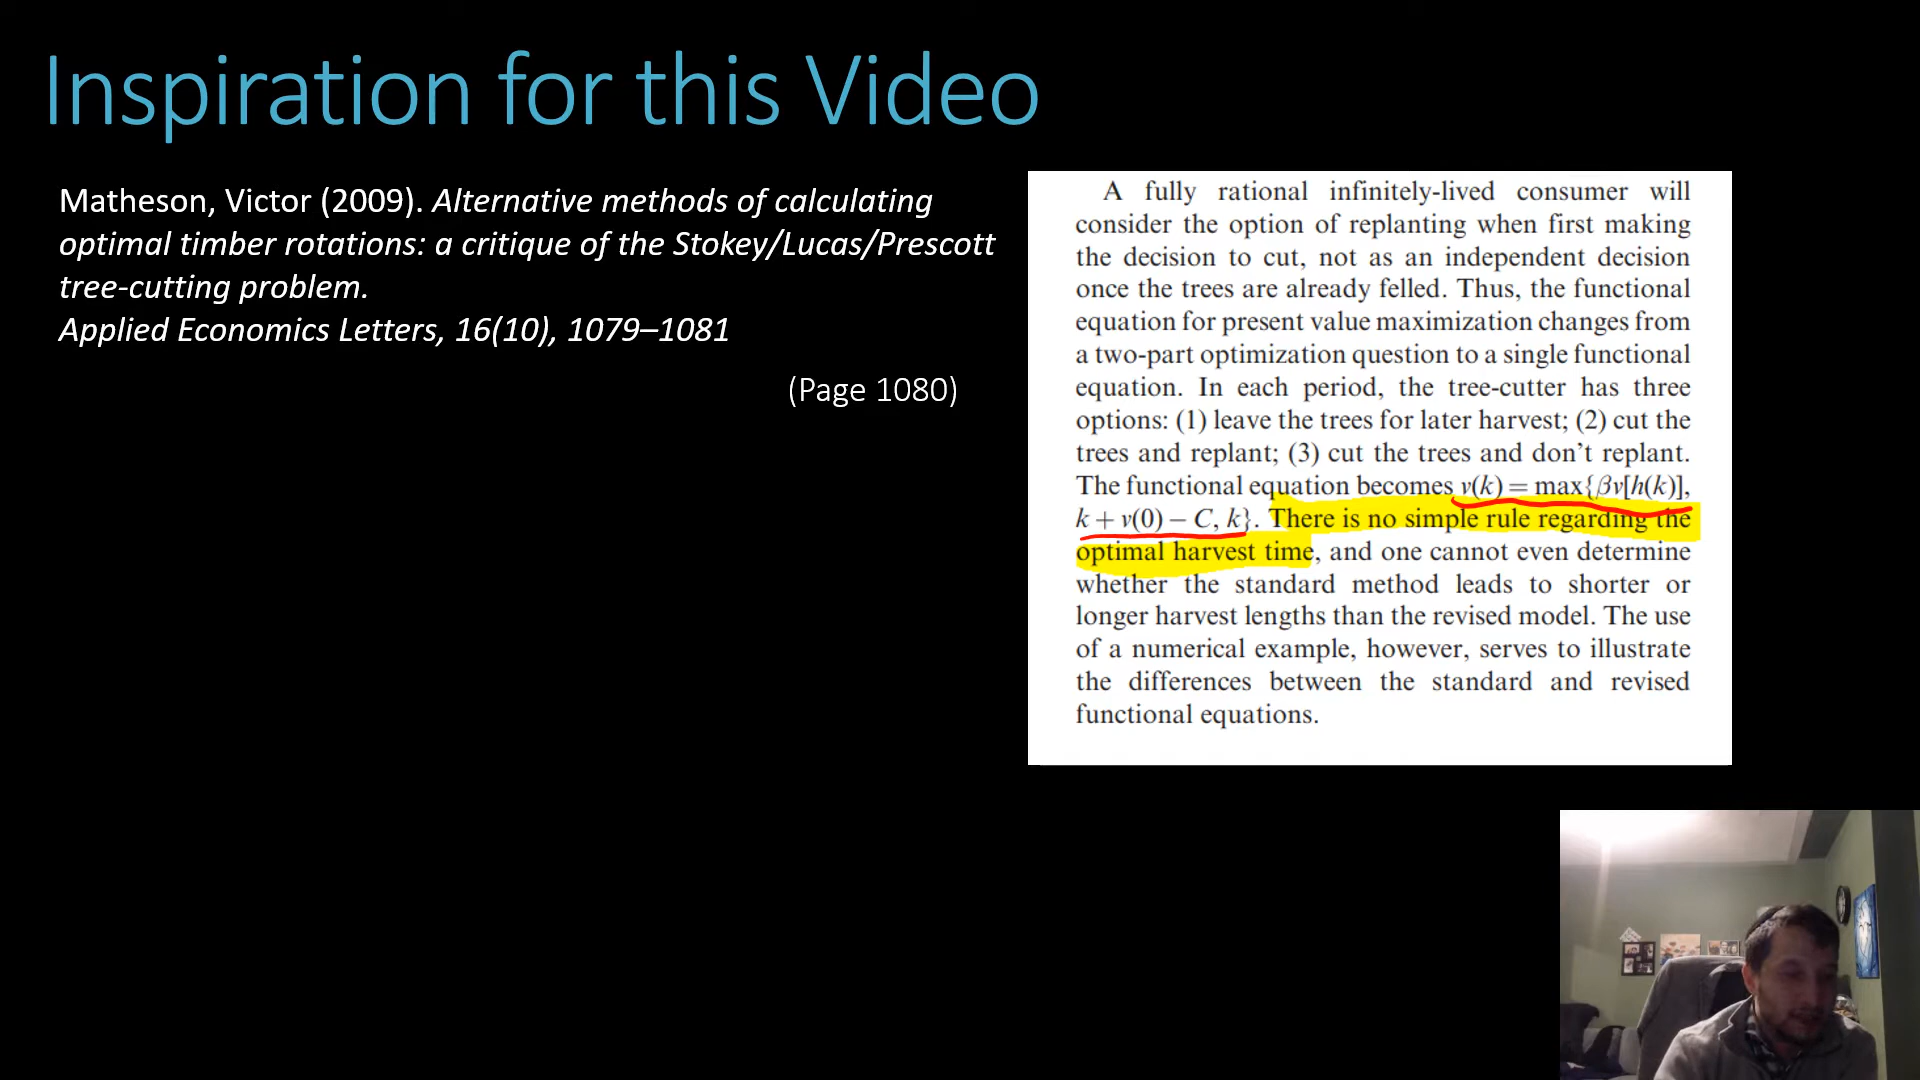 Inspiration for this Video
Matheson, Victor (2009). Alternative methods of calculating
optimal timber rotations: a critique of the Stokey/Lucas/Prescott
tree-cutting problem.
Applied Economics Letters, 16(10), 1079–1081
(Page 1080)
A fully rational infinitely-lived consumer will
consider the option of replanting when first making
the decision to cut, not as an independent decision
once the trees are already felled. Thus, the functional
equation for present value maximization changes from
a two-part optimization question to a single functional
equation. In each period, the tree-cutter has three
options: (1) leave the trees for later harvest; (2) cut the
trees and replant; (3) cut the trees and don't replant.
The functional equation becomes v(k) = max{βv[h(k)],
k + v(0) − C, k}. There is no simple rule regarding the
optimal harvest time, and one cannot even determine
whether the standard method leads to shorter or
longer harvest lengths than the revised model. The use
of a numerical example, however, serves to illustrate
the differences between the standard and revised
functional equations.